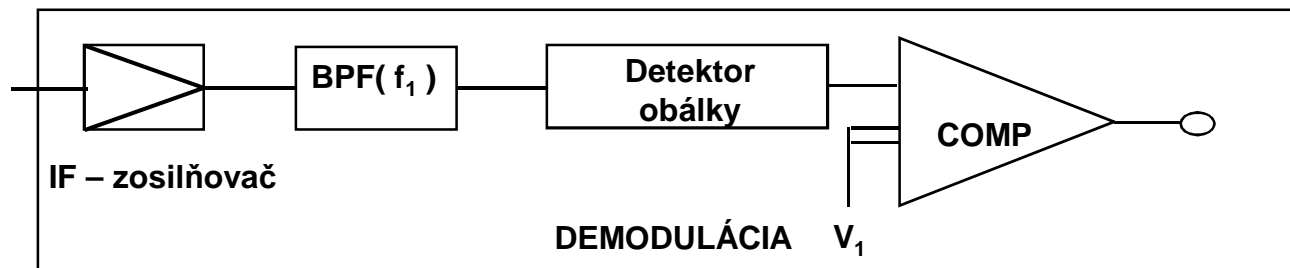 BPF( f₁ )
Detektor
obálky
COMP
IF – zosilňovač
DEMODULÁCIA
V₁